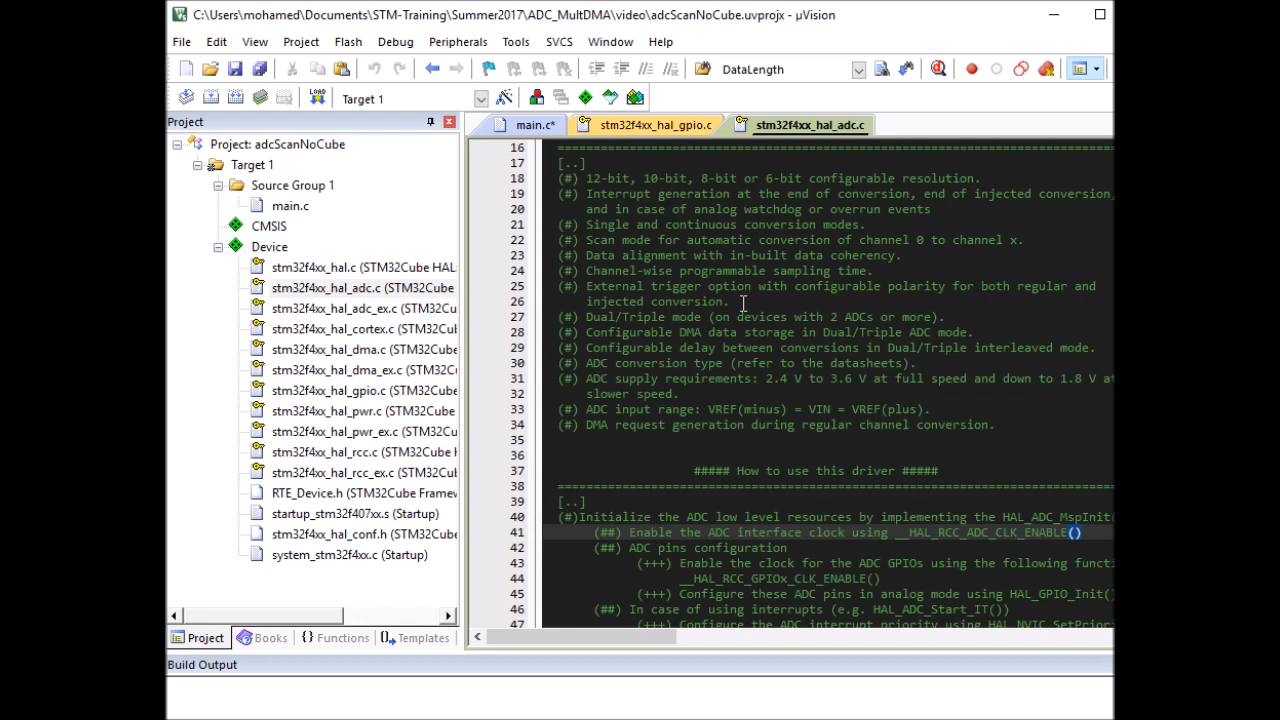 C:\Users\mohamed\Documents\STM-Training\Summer2017\ADC_MultDMA\video\adcScanNoCube.uvprojx - µVision
File Edit View Project Flash Debug Peripherals Tools SVCS Window Help
DataLength
LOAD Target 1
Project
main.c* stm32f4xx_hal_gpio.c stm32f4xx_hal_adc.c
Project: adcScanNoCube
Target 1
Source Group 1
main.c
CMSIS
Device
stm32f4xx_hal.c (STM32Cube HAL:
stm32f4xx_hal_adc.c (STM32Cube
stm32f4xx_hal_adc_ex.c (STM32Cu
stm32f4xx_hal_cortex.c (STM32Cu
stm32f4xx_hal_dma.c (STM32Cube
stm32f4xx_hal_dma_ex.c (STM32Cu
stm32f4xx_hal_gpio.c (STM32Cube
stm32f4xx_hal_pwr.c (STM32Cube
stm32f4xx_hal_pwr_ex.c (STM32Cu
stm32f4xx_hal_rcc.c (STM32Cube H
stm32f4xx_hal_rcc_ex.c (STM32Cub
RTE_Device.h (STM32Cube Framew
startup_stm32f407xx.s (Startup)
stm32f4xx_hal_conf.h (STM32Cube
system_stm32f4xx.c (Startup)
Project Books Functions Templates
16 ==============================================================================
17 [..]
18 (#) 12-bit, 10-bit, 8-bit or 6-bit configurable resolution.
19 (#) Interrupt generation at the end of conversion, end of injected conversion,
20 and in case of analog watchdog or overrun events
21 (#) Single and continuous conversion modes.
22 (#) Scan mode for automatic conversion of channel 0 to channel x.
23 (#) Data alignment with in-built data coherency.
24 (#) Channel-wise programmable sampling time.
25 (#) External trigger option with configurable polarity for both regular and
26 injected conversion.
27 (#) Dual/Triple mode (on devices with 2 ADCs or more).
28 (#) Configurable DMA data storage in Dual/Triple ADC mode.
29 (#) Configurable delay between conversions in Dual/Triple interleaved mode.
30 (#) ADC conversion type (refer to the datasheets).
31 (#) ADC supply requirements: 2.4 V to 3.6 V at full speed and down to 1.8 V at
32 slower speed.
33 (#) ADC input range: VREF(minus) = VIN = VREF(plus).
34 (#) DMA request generation during regular channel conversion.
35
36
37 ##### How to use this driver #####
38 ==============================================================================
39 [..]
40 (#)Initialize the ADC low level resources by implementing the HAL_ADC_MspInit(
41 (##) Enable the ADC interface clock using __HAL_RCC_ADC_CLK_ENABLE()
42 (##) ADC pins configuration
43 (+++) Enable the clock for the ADC GPIOs using the following functi
44 __HAL_RCC_GPIOx_CLK_ENABLE()
45 (+++) Configure these ADC pins in analog mode using HAL_GPIO_Init(
46 (##) In case of using interrupts (e.g. HAL_ADC_Start_IT())
47 (+++) Configure the ADC interrupt priority using HAL_NVIC_SetPrior
Build Output